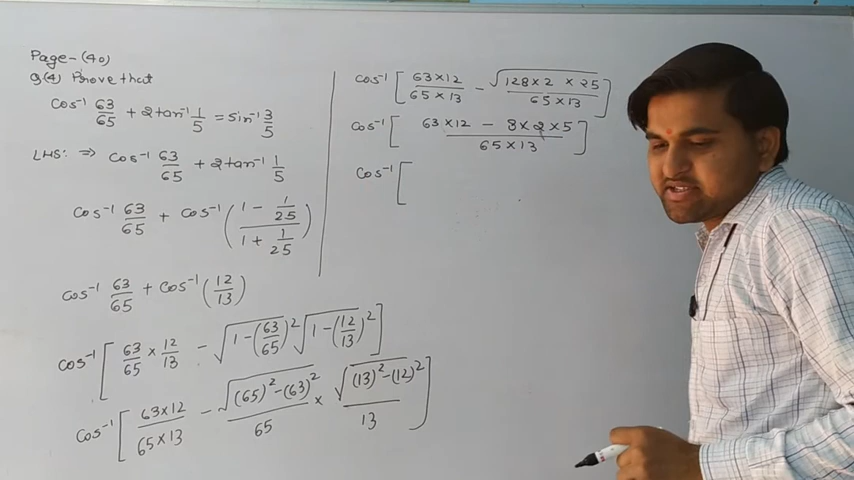 Page-(40)
Q(4) Prove that
cos⁻¹ 63/65 + 2tan⁻¹ 1/5 = sin⁻¹ 3/5
LHS: ⇒ cos⁻¹ 63/65 + 2tan⁻¹ 1/5
cos⁻¹ 63/65 + cos⁻¹ ((1 - 1/25)/(1 + 1/25))
cos⁻¹ 63/65 + cos⁻¹ (12/13)
cos⁻¹ [63/65 × 12/13 - √(1-(63/65)²) √(1-(12/13)²)]
cos⁻¹ [(63×12)/(65×13) - √((65)²-(63)²)/65 × √((13)²-(12)²)/13]
cos⁻¹ [(63×12)/(65×13) - √(128×2 × 25)/(65×13)]
cos⁻¹ [(63×12 - 8×2×5)/(65×13)]
cos⁻¹ [